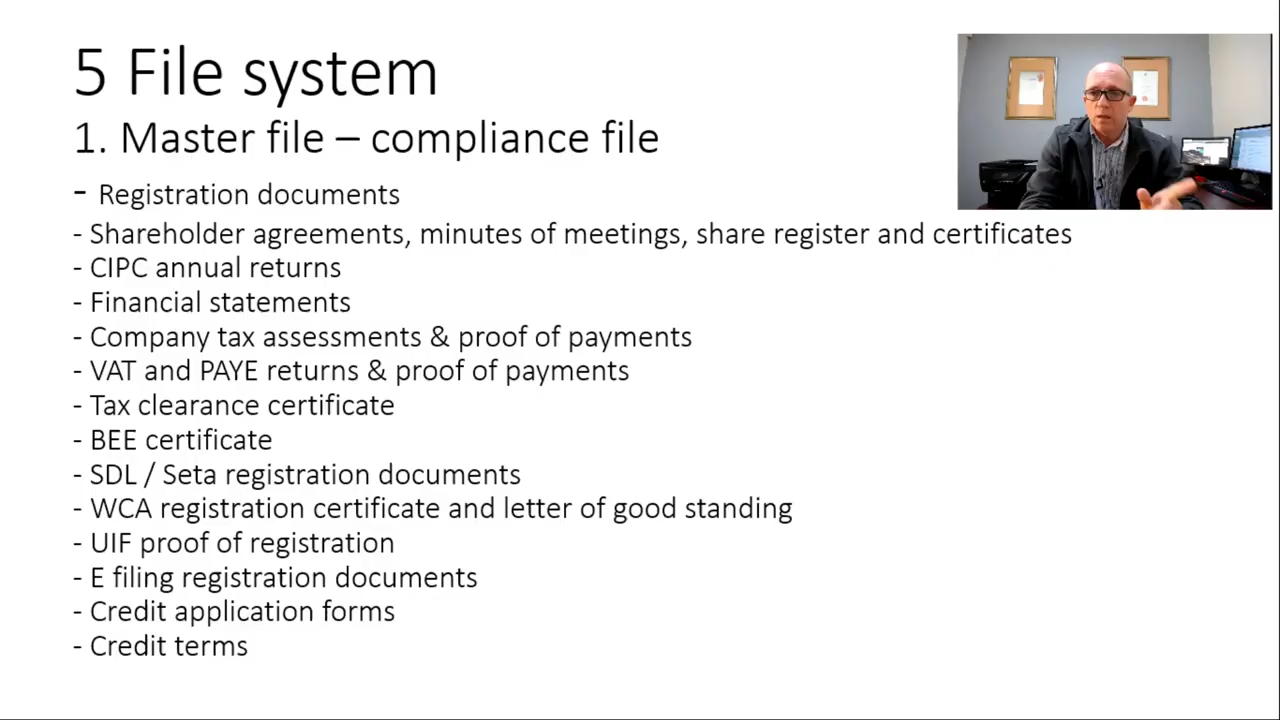 5 File system
1. Master file – compliance file
- Registration documents
- Shareholder agreements, minutes of meetings, share register and certificates
- CIPC annual returns
- Financial statements
- Company tax assessments & proof of payments
- VAT and PAYE returns & proof of payments
- Tax clearance certificate
- BEE certificate
- SDL / Seta registration documents
- WCA registration certificate and letter of good standing
- UIF proof of registration
- E filing registration documents
- Credit application forms
- Credit terms